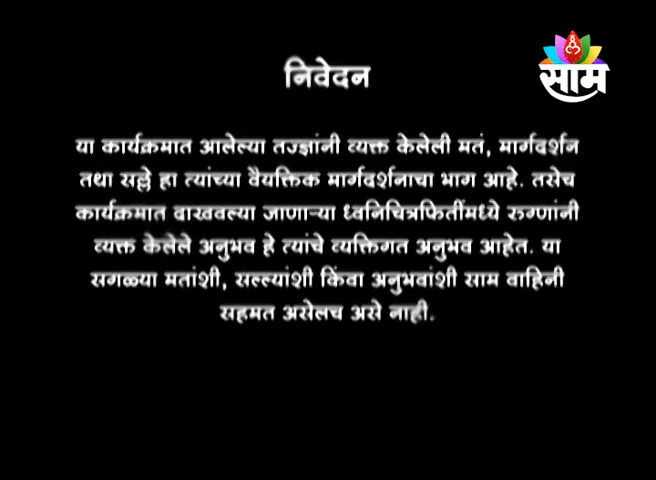 साम
निवेदन
या कार्यक्रमात आलेल्या तज्ज्ञांनी व्यक्त केलेली मतं, मार्गदर्शन
तथा सल्ले हा त्यांच्या वैयक्तिक मार्गदर्शनाचा भाग आहे. तसेच
कार्यक्रमात दाखवल्या जाणाऱ्या ध्वनिचित्रफितींमध्ये रुग्णांनी
व्यक्त केलेले अनुभव हे त्यांचे व्यक्तिगत अनुभव आहेत. या
सगळ्या मतांशी, सल्ल्यांशी किंवा अनुभवांशी साम वाहिनी
सहमत असेलच असे नाही.